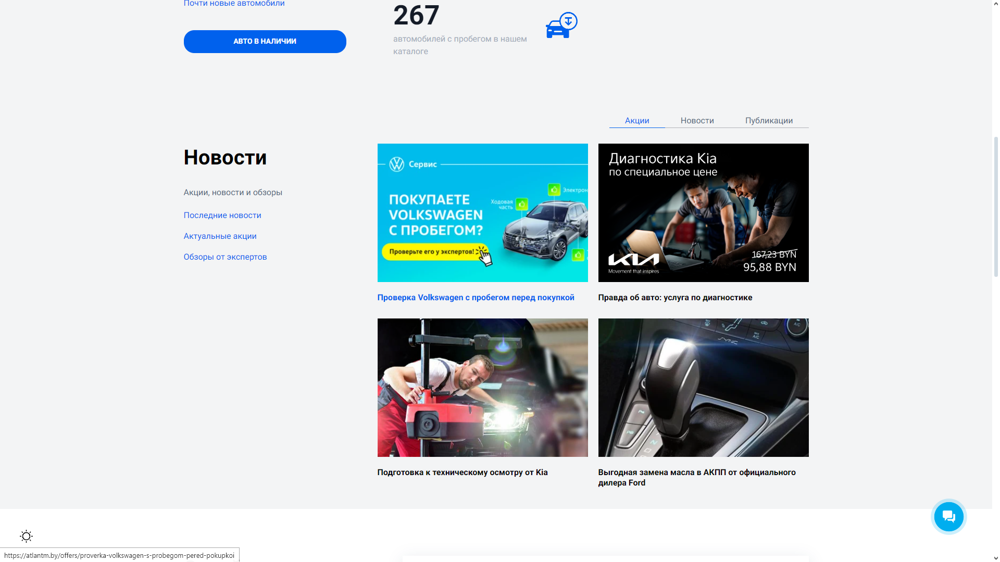 Почти новые автомобили
АВТО В НАЛИЧИИ
267
автомобилей с пробегом в нашем
каталоге
Акции
Новости
Публикации
Новости
Акции, новости и обзоры
Последние новости
Актуальные акции
Обзоры от экспертов
Сервис
ПОКУПАЕТЕ
VOLKSWAGEN
С ПРОБЕГОМ?
Проверьте его у экспертов!
Ходовая
часть
Электрон
Проверка Volkswagen с пробегом перед покупкой
Диагностика Kia
по специальное цене
KIA
Movement that inspires
167,23 BYN
95,88 BYN
Правда об авто: услуга по диагностике
Подготовка к техническому осмотру от Kia
MAX
A/C
A/C
SYNC
N
D
Выгодная замена масла в АКПП от официального
дилера Ford
https://atlantm.by/offers/proverka-volkswagen-s-probegom-pered-pokupkoi